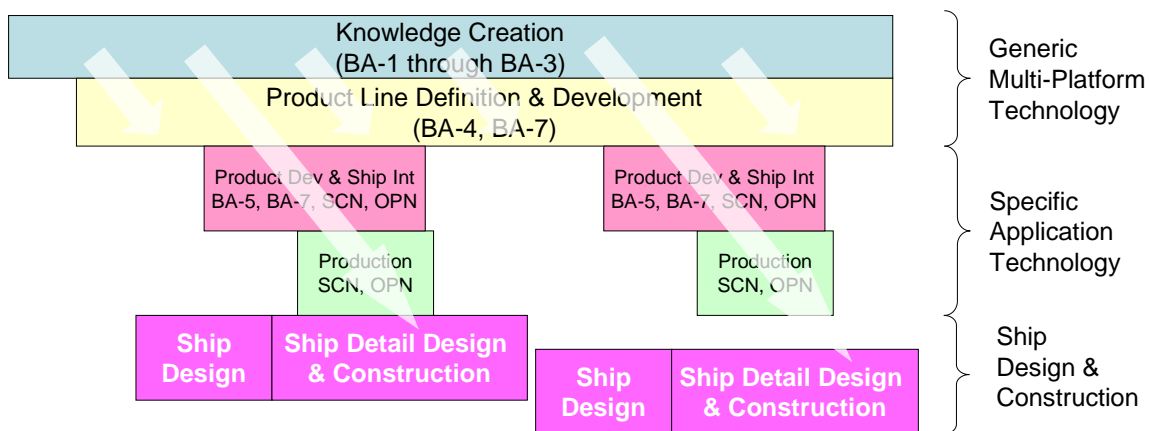 Knowledge Creation
(BA-1 through BA-3)
Product Line Definition & Development
(BA-4, BA-7)
Generic
Multi-Platform
Technology
Product Dev & Ship Int
BA-5, BA-7, SCN, OPN
Product Dev & Ship Int
BA-5, BA-7, SCN, OPN
Production
SCN, OPN
Production
SCN, OPN
Specific
Application
Technology
Ship
Design
Ship Detail Design
& Construction
Ship
Design
Ship Detail Design
& Construction
Ship
Design &
Construction